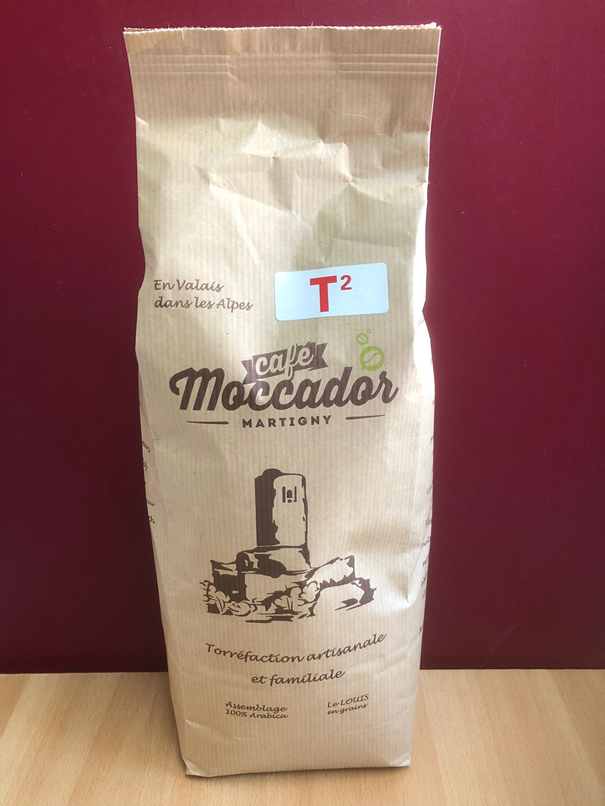 En Valais
dans les Alpes
T²
café
Moccador
MARTIGNY
Torréfaction artisanale
et familiale
Assemblage
100% Arabica
Le LOUIS
en grains